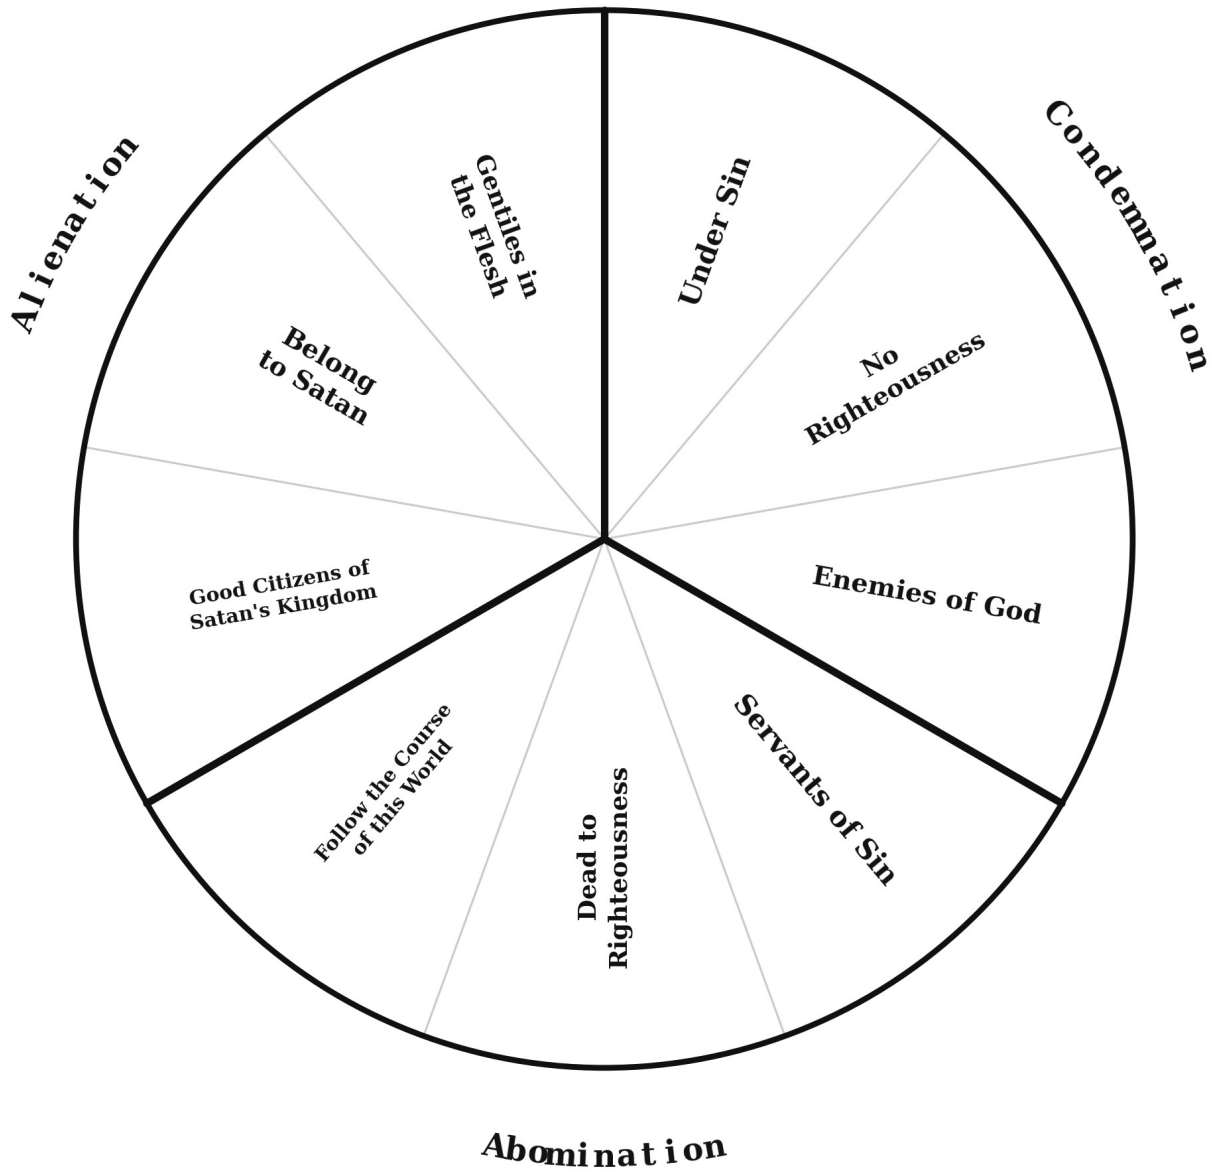 Condemnation
Under Sin
No
Righteousness
Enemies of God
Abomination
Servants of Sin
Dead to
Righteousness
Follow the Course
of this World
Alienation
Good Citizens of
Satan's Kingdom
Belong
to Satan
Gentiles in
the Flesh